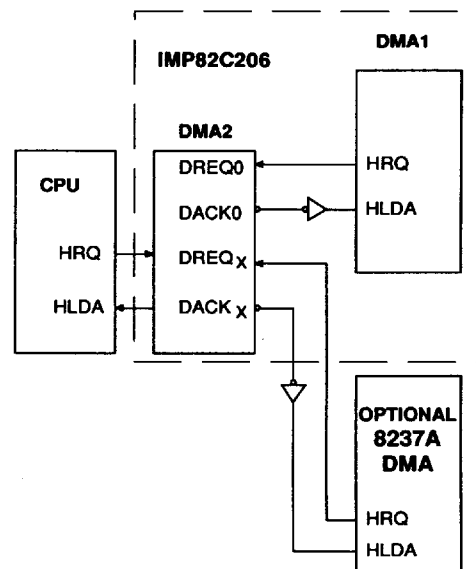 DMA1
IMP82C206
DMA2
CPU
DREQ0
HRQ
DACK0
HLDA
HRQ
DREQX
HLDA
DACKX
OPTIONAL
8237A
DMA
HRQ
HLDA